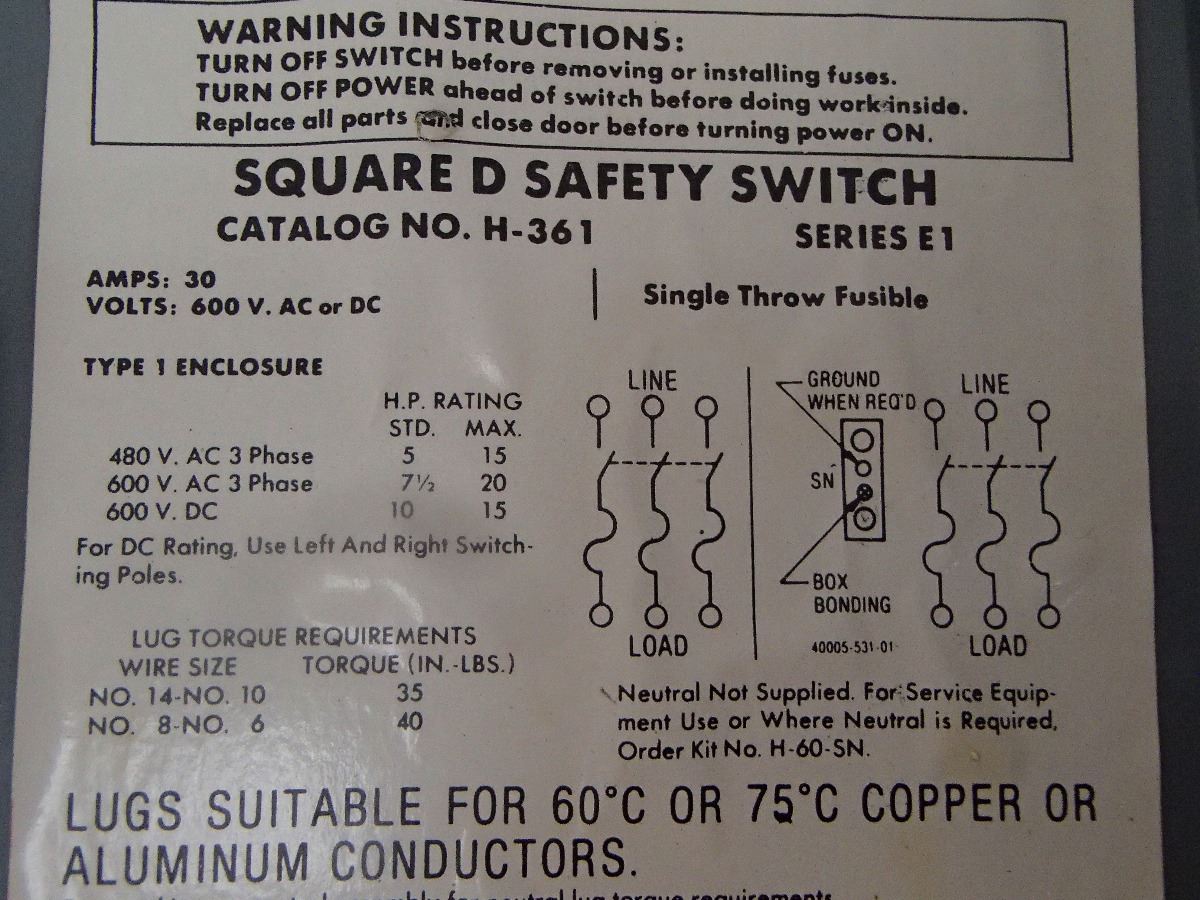 WARNING INSTRUCTIONS:
TURN OFF SWITCH before removing or installing fuses.
TURN OFF POWER ahead of switch before doing work inside.
Replace all parts and close door before turning power ON.
SQUARE D SAFETY SWITCH
CATALOG NO. H-361 SERIES E1
AMPS: 30
VOLTS: 600 V. AC or DC
Single Throw Fusible
TYPE 1 ENCLOSURE
H.P. RATING
STD. MAX.
480 V. AC 3 Phase 5 15
600 V. AC 3 Phase 7½ 20
600 V. DC 10 15
For DC Rating, Use Left And Right Switch-
ing Poles.
LUG TORQUE REQUIREMENTS
WIRE SIZE TORQUE (IN.-LBS.)
NO. 14-NO. 10 35
NO. 8-NO. 6 40
LINE
LOAD
GROUND
WHEN REQ'D
SN
BOX
BONDING
40005-531-01
LINE
LOAD
Neutral Not Supplied. For Service Equip-
ment Use or Where Neutral is Required,
Order Kit No. H-60-SN.
LUGS SUITABLE FOR 60°C OR 75°C COPPER OR
ALUMINUM CONDUCTORS.
for neutral lug torque requirements